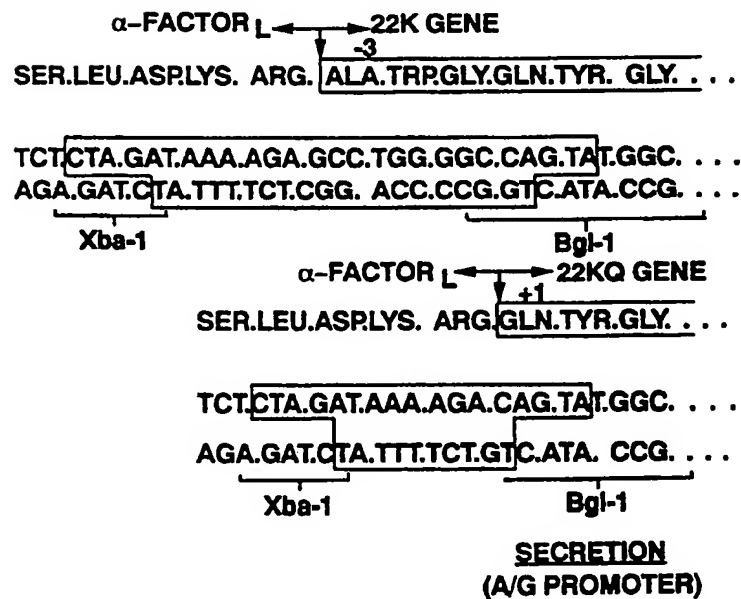 α-FACTOR L 22K GENE
-3
SER.LEU.ASP.LYS. ARG. ALA.TRP.GLY.GLN.TYR. GLY. . . .
TCT.CTA.GAT.AAA.AGA.GCC.TGG.GGC.CAG.TAT.GGC. . . .
AGA.GAT.CTA.TTT.TCT.CGG. ACC.CCG.GTC.ATA.CCG. . . .
Xba-1 Bgl-1
α-FACTOR L 22KQ GENE
+1
SER.LEU.ASP.LYS. ARG.GLN.TYR.GLY. . . .
TCT.CTA.GAT.AAA.AGA.CAG.TAT.GGC. . . .
AGA.GAT.CTA.TTT.TCT.GTC.ATA. CCG. . . .
Xba-1 Bgl-1
SECRETION
(A/G PROMOTER)